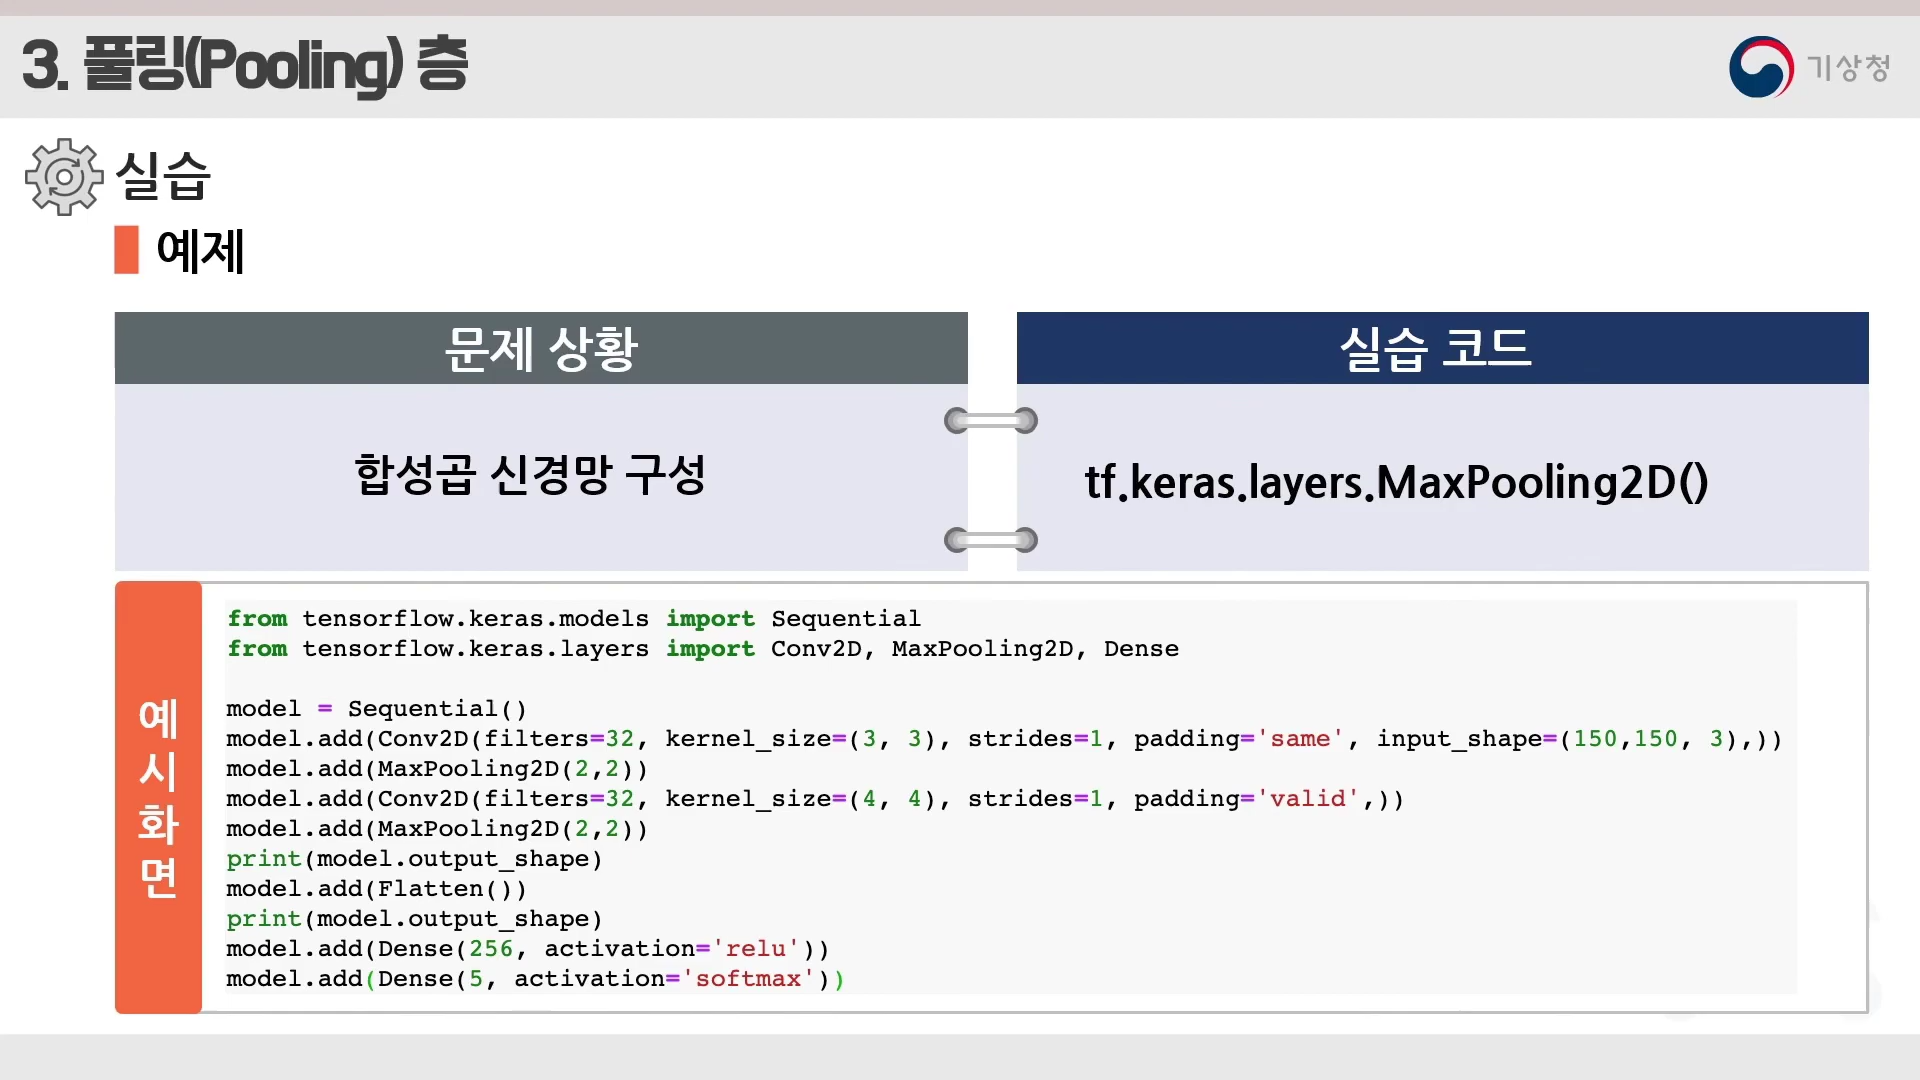 3. 풀링(Pooling) 층
기상청
실습
예제
문제 상황
실습 코드
합성곱 신경망 구성
tf.keras.layers.MaxPooling2D()
예시화면
from tensorflow.keras.models import Sequential
from tensorflow.keras.layers import Conv2D, MaxPooling2D, Dense
model = Sequential()
model.add(Conv2D(filters=32, kernel_size=(3, 3), strides=1, padding='same', input_shape=(150,150, 3),))
model.add(MaxPooling2D(2,2))
model.add(Conv2D(filters=32, kernel_size=(4, 4), strides=1, padding='valid',))
model.add(MaxPooling2D(2,2))
print(model.output_shape)
model.add(Flatten())
print(model.output_shape)
model.add(Dense(256, activation='relu'))
model.add(Dense(5, activation='softmax'))